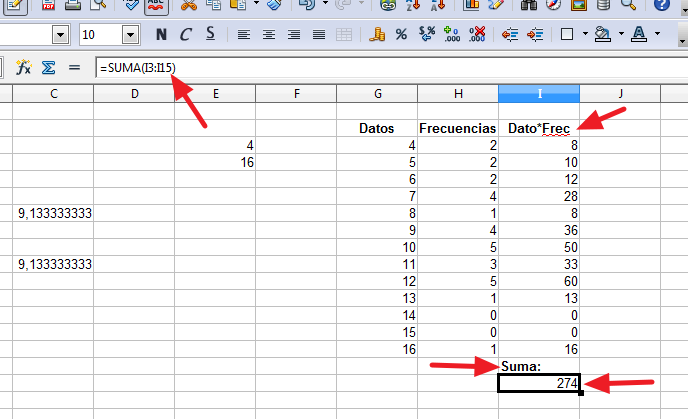 10
N C S
% $% .000 .000
=SUMA(I3:I15)
C D E F G H I J
Datos Frecuencias Dato*Frec
4 4 2 8
16 5 2 10
6 2 12
7 4 28
9,133333333 8 1 8
9 4 36
10 5 50
9,133333333 11 3 33
12 5 60
13 1 13
14 0 0
15 0 0
16 1 16
Suma:
274